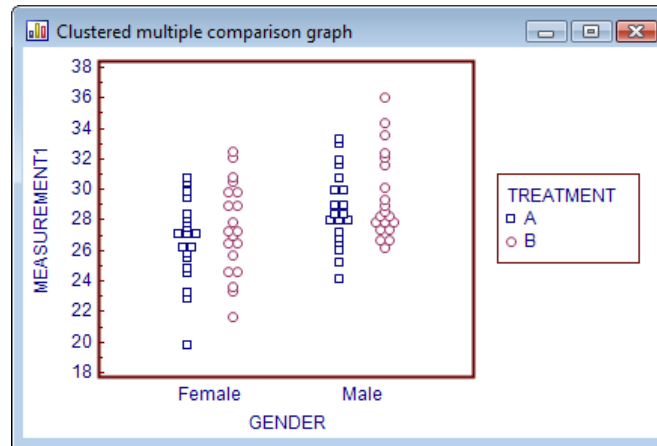 Clustered multiple comparison graph
38
36
34
32
30
28
26
24
22
20
18
MEASUREMENT1
Female
Male
GENDER
TREATMENT
A
B